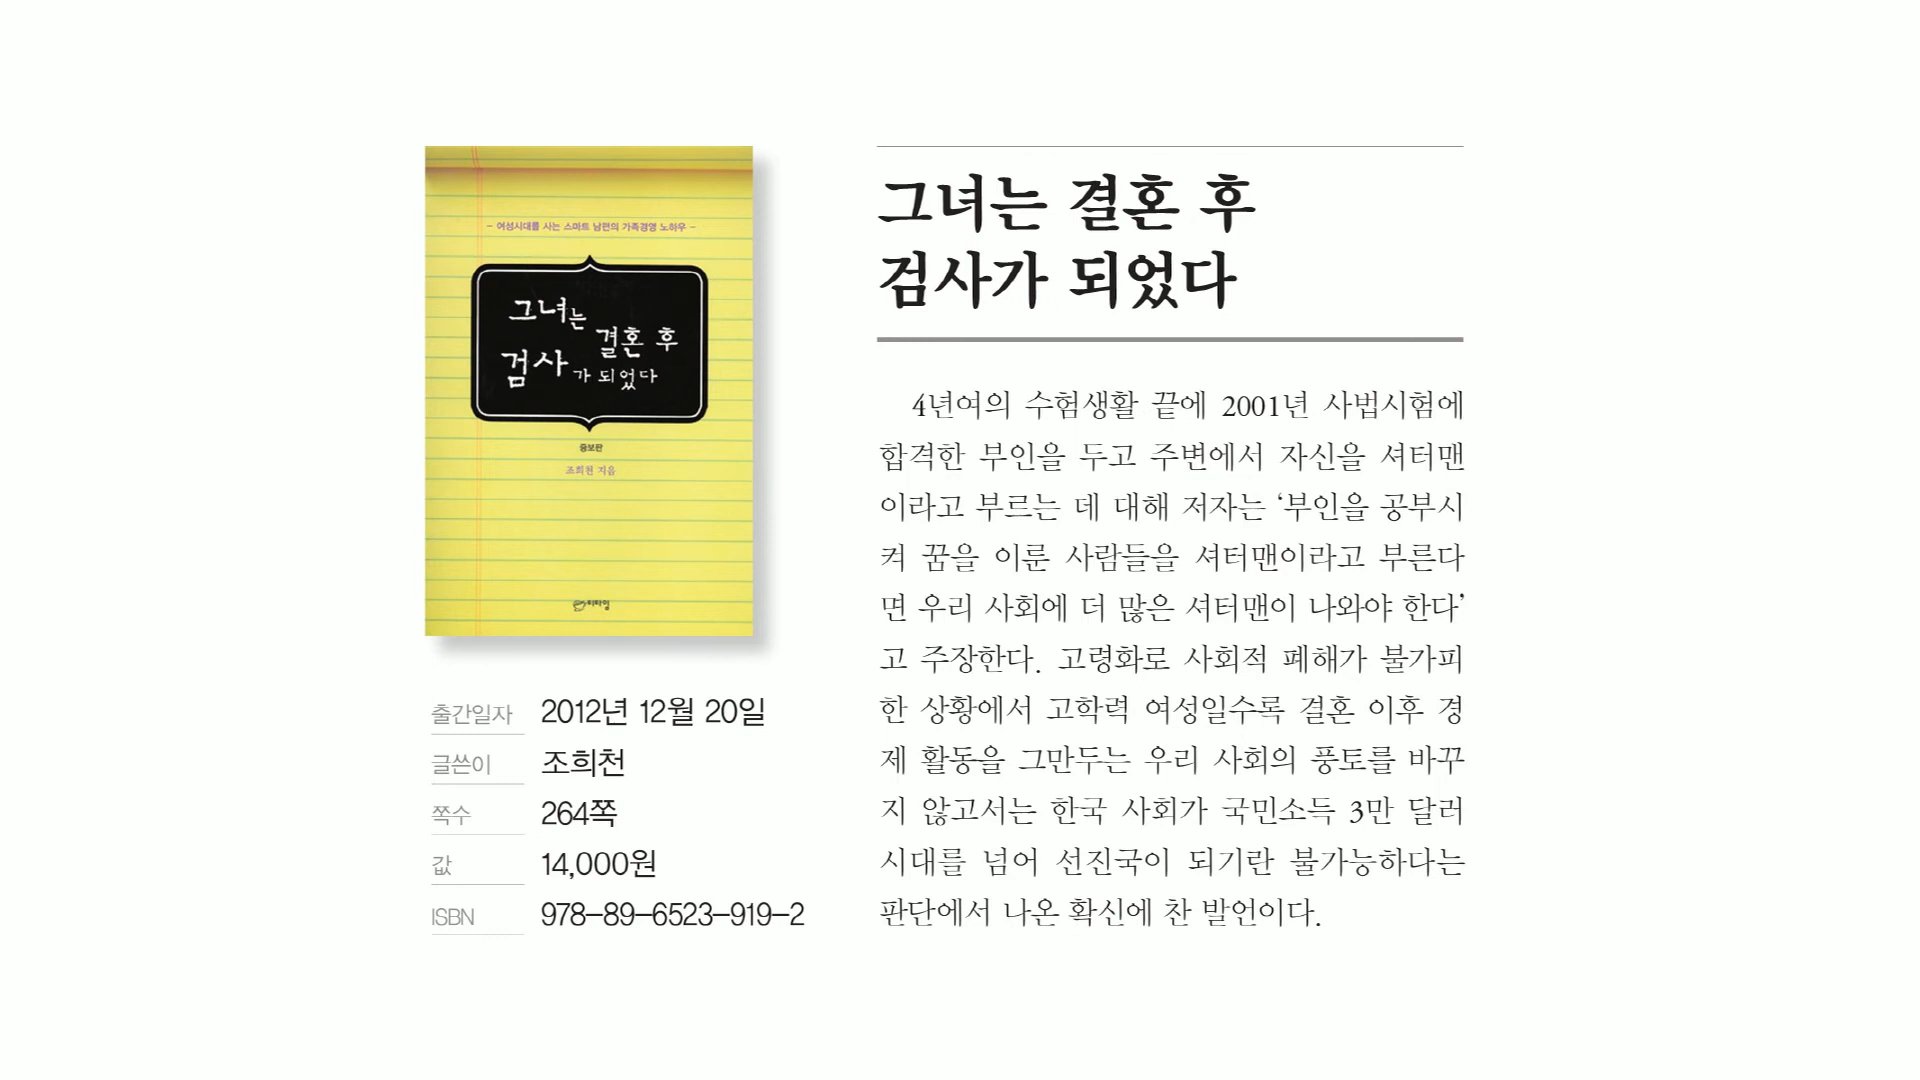 - 여성시대를 사는 스마트 남편의 가족경영 노하우 -
그녀는
결혼 후
검사가 되었다
증보판
조희천 지음
티타임
출간일자 2012년 12월 20일
글쓴이 조희천
쪽수 264쪽
값 14,000원
ISBN 978-89-6523-919-2
그녀는 결혼 후
검사가 되었다
4년여의 수험생활 끝에 2001년 사법시험에
합격한 부인을 두고 주변에서 자신을 셔터맨
이라고 부르는 데 대해 저자는 ‘부인을 공부시
켜 꿈을 이룬 사람들을 셔터맨이라고 부른다
면 우리 사회에 더 많은 셔터맨이 나와야 한다’
고 주장한다. 고령화로 사회적 폐해가 불가피
한 상황에서 고학력 여성일수록 결혼 이후 경
제 활동을 그만두는 우리 사회의 풍토를 바꾸
지 않고서는 한국 사회가 국민소득 3만 달러
시대를 넘어 선진국이 되기란 불가능하다는
판단에서 나온 확신에 찬 발언이다.